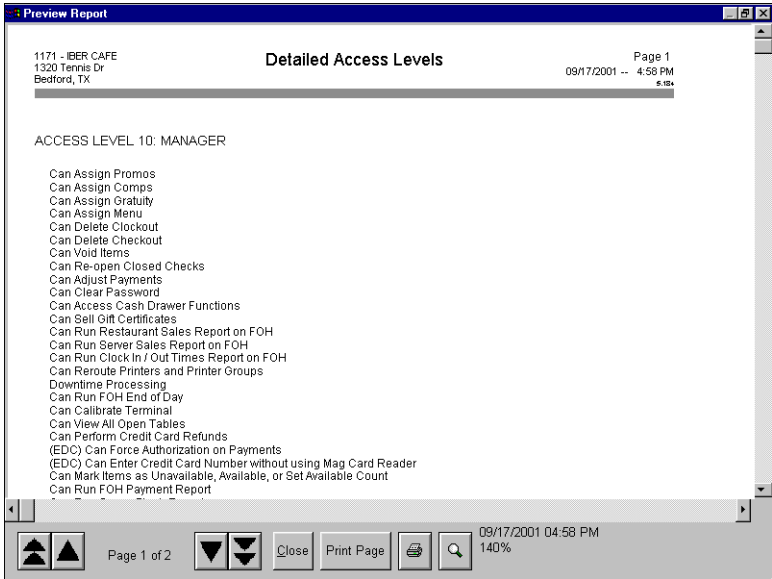 Preview Report
1171 - IBER CAFE
1320 Tennis Dr
Bedford, TX
Detailed Access Levels
Page 1
09/17/2001 -- 4:58 PM
5.18+
ACCESS LEVEL 10: MANAGER
Can Assign Promos
Can Assign Comps
Can Assign Gratuity
Can Assign Menu
Can Delete Clockout
Can Delete Checkout
Can Void Items
Can Re-open Closed Checks
Can Adjust Payments
Can Clear Password
Can Access Cash Drawer Functions
Can Sell Gift Certificates
Can Run Restaurant Sales Report on FOH
Can Run Server Sales Report on FOH
Can Run Clock In / Out Times Report on FOH
Can Reroute Printers and Printer Groups
Downtime Processing
Can Run FOH End of Day
Can Calibrate Terminal
Can View All Open Tables
Can Perform Credit Card Refunds
(EDC) Can Force Authorization on Payments
(EDC) Can Enter Credit Card Number without using Mag Card Reader
Can Mark Items as Unavailable, Available, or Set Available Count
Can Run FOH Payment Report
Page 1 of 2
Close
Print Page
09/17/2001 04:58 PM
140%